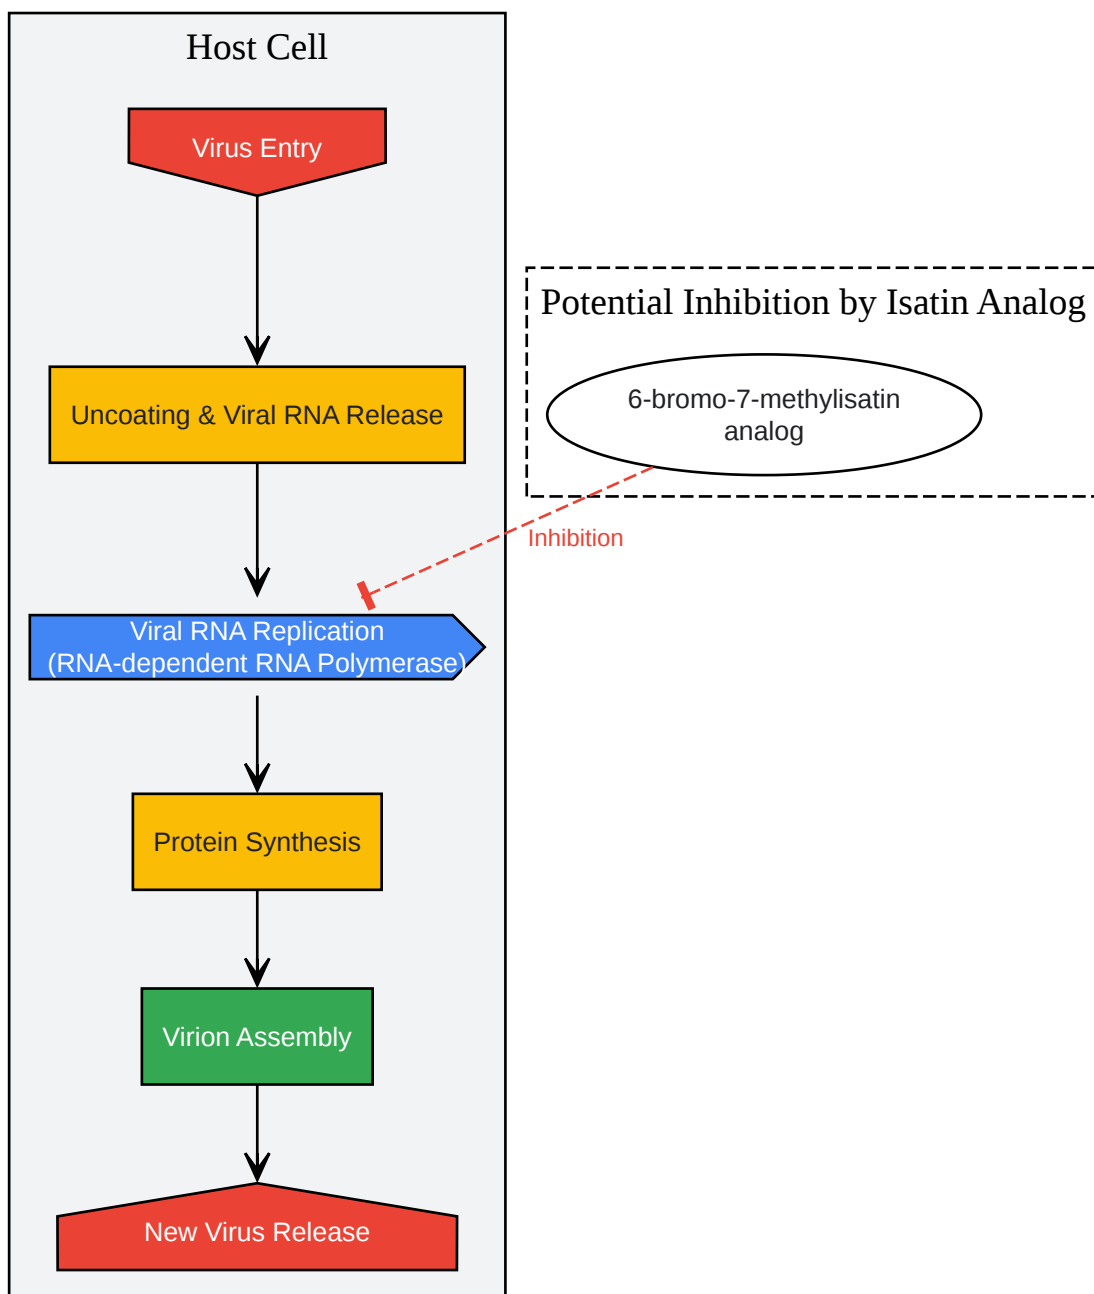 Host Cell
Virus Entry
Potential Inhibition by Isatin Analog
6-bromo-7-methylisatin
analog
Uncoating & Viral RNA Release
Inhibition
Viral RNA Replication
(RNA-dependent RNA Polymerase)
Protein Synthesis
Virion Assembly
New Virus Release